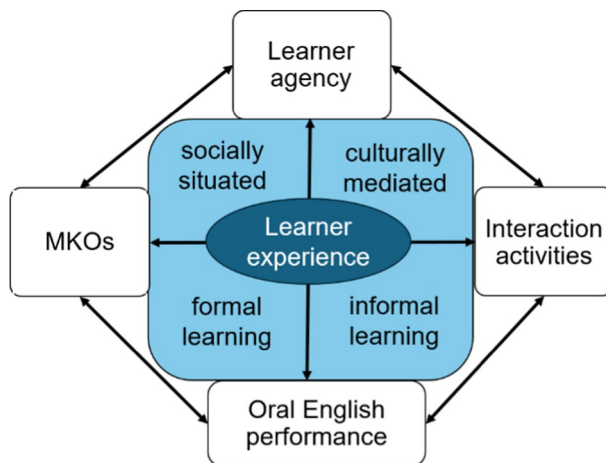 Learner
agency
socially
situated
culturally
mediated
MKOs
Learner
experience
Interaction
activities
formal
learning
informal
learning
Oral English
performance